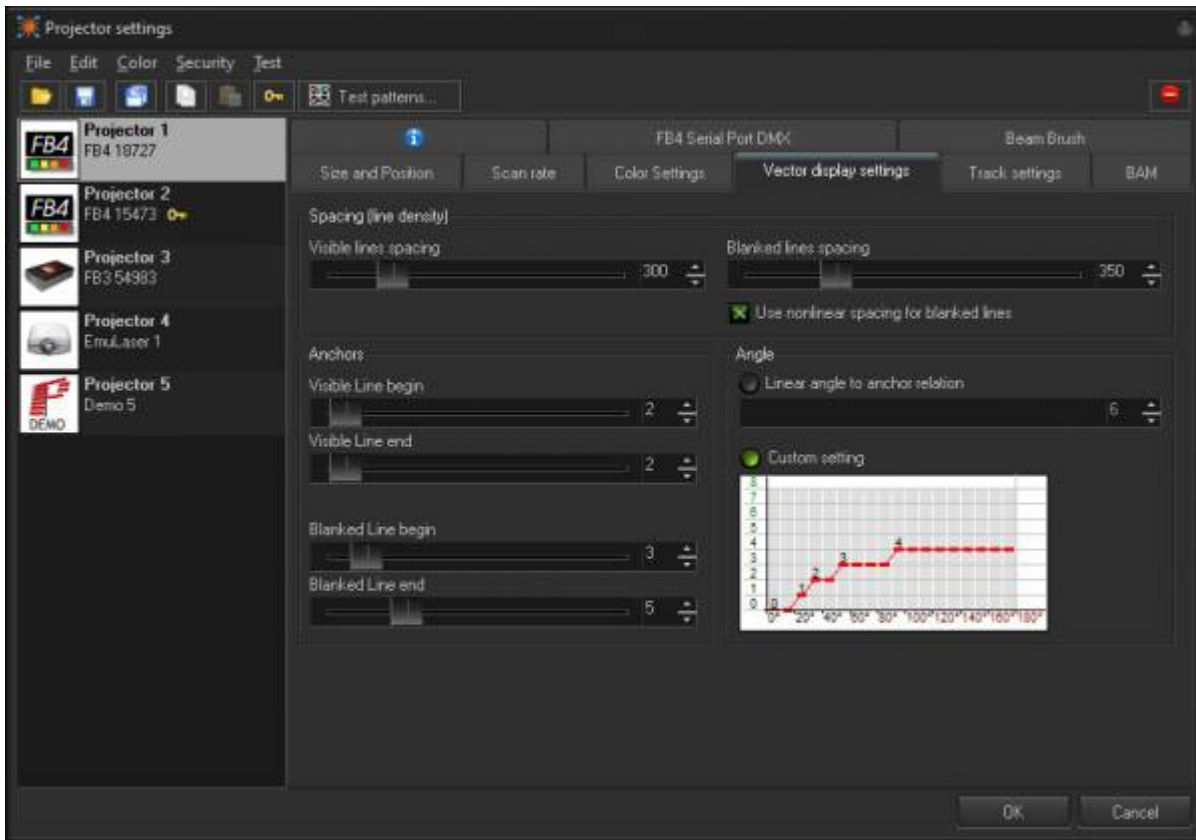 Projector settings
File Edit Color Security Test
Test patterns...
FB4
Projector 1
FB4 18727
FB4
Projector 2
FB4 15473
Projector 3
FB3 54983
Projector 4
EmuLaser 1
DEMO
Projector 5
Demo 5
FB4 Serial Port DMX Beam Brush
Size and Position Scan rate Color Settings Vector display settings Track settings BAM
Spacing (line density)
Visible lines spacing
300
Blanked lines spacing
350
Use nonlinear spacing for blanked lines
Anchors
Visible Line begin
2
Visible Line end
2
Blanked Line begin
3
Blanked Line end
5
Angle
Linear angle to anchor relation
6
Custom setting
8
7
6
5
4
3
2
1
0
0 1 2 3 4
0° 20° 40° 60° 80° 100° 120° 140° 160° 180°
OK Cancel